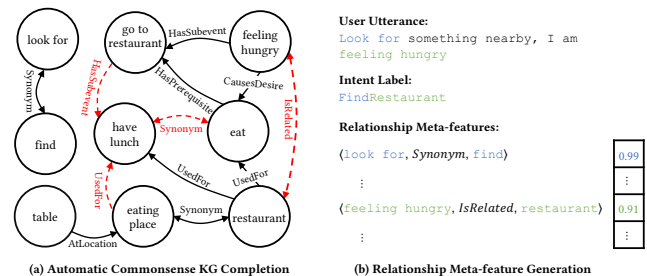 look for
go to
restaurant
feeling
hungry
HasSubevent
Synonym
HasSubevent
HasPrerequisite
CausesDesire
IsRelated
find
have
lunch
Synonym
eat
UsedFor
UsedFor
UsedFor
table
eating
place
Synonym
restaurant
AtLocation
(a) Automatic Commonsense KG Completion
User Utterance:
Look for something nearby, I am
feeling hungry
Intent Label:
FindRestaurant
Relationship Meta-features:
⟨look for, Synonym, find⟩ 0.99
⋮ ⋮
⟨feeling hungry, IsRelated, restaurant⟩ 0.91
⋮ ⋮
(b) Relationship Meta-feature Generation